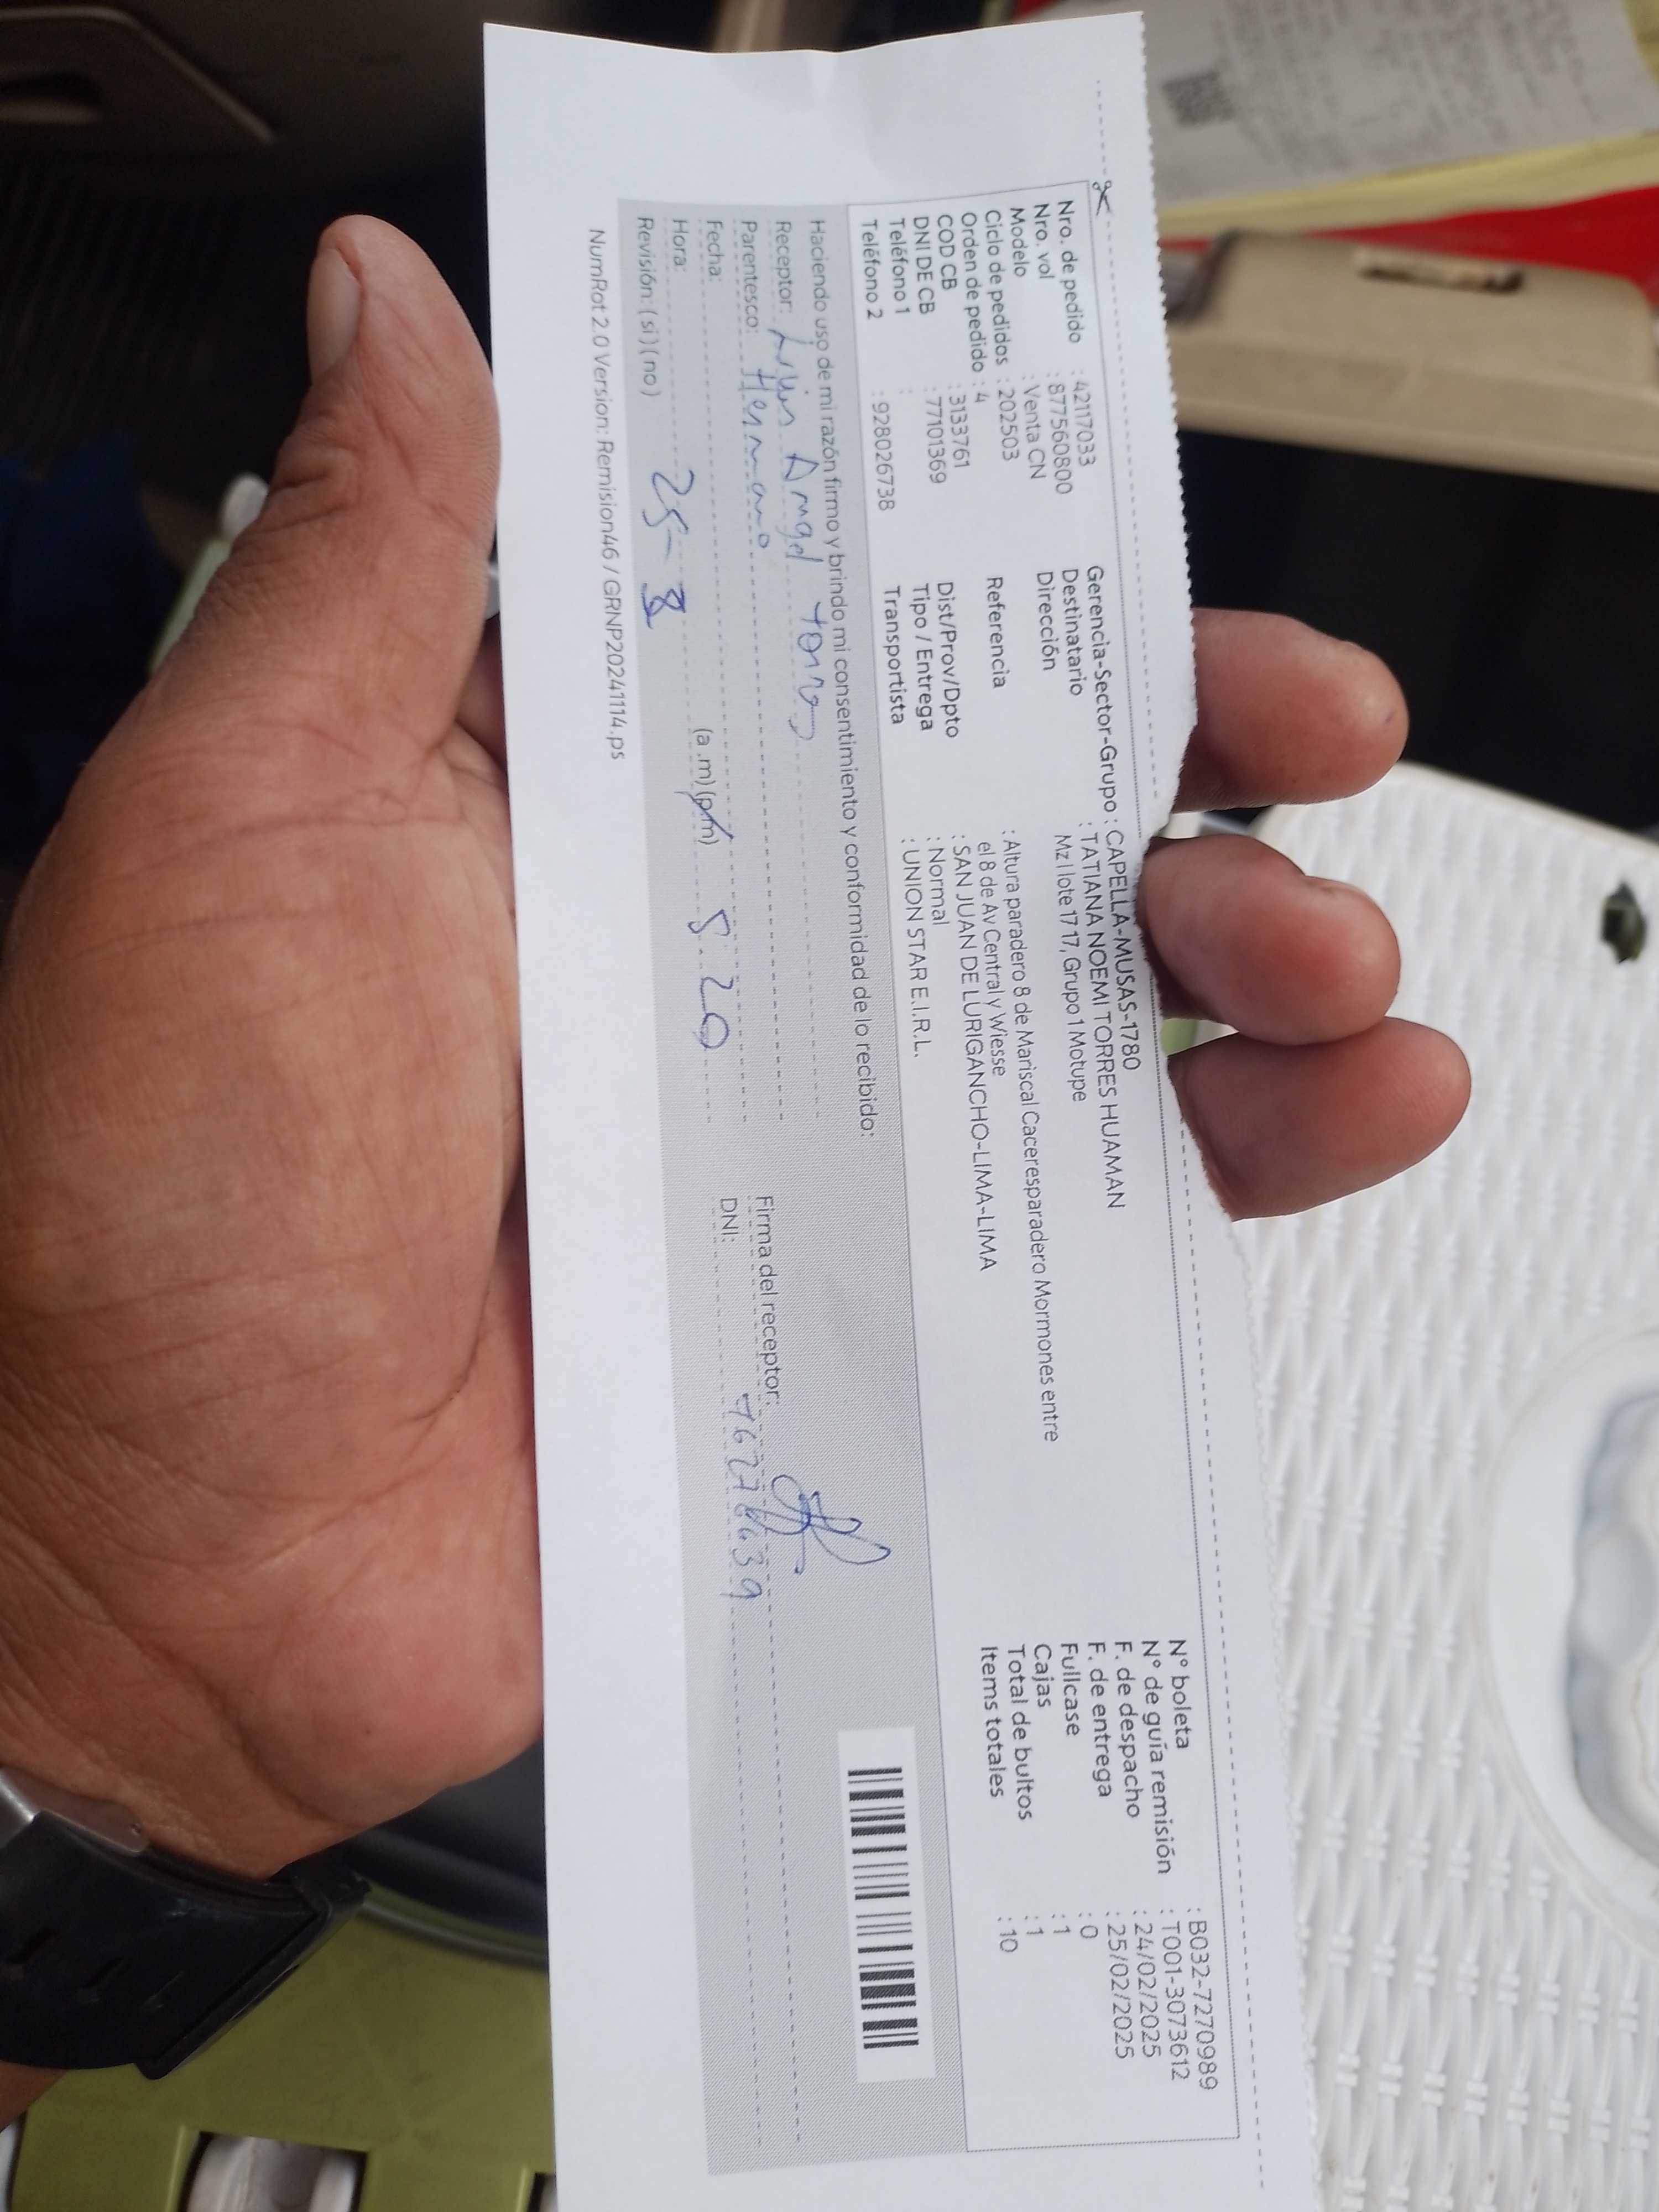 Nro. de pedido : 42117033
Nro. vol : 877560800
Modelo : Venta CN
Ciclo de pedidos : 202503
Orden de pedido : 4
COD CB : 3133761
DNI DE CB : 77101369
Teléfono 1 :
Teléfono 2 : 928026738
Gerencia-Sector-Grupo : CAPELLA-MUSAS-1780
Destinatario : TATIANA NOEMI TORRES HUAMAN
Dirección Mz I lote 17 17, Grupo 1 Motupe
Referencia : Altura paradero 8 de Mariscal Caceresparadero Mormones entre
el 8 de Av Central y Wiesse
Dist/Prov/Dpto : SAN JUAN DE LURIGANCHO-LIMA-LIMA
Tipo / Entrega : Normal
Transportista : UNION STAR E.I.R.L.
N° boleta : B032-7270989
N° de guía remisión : T001-3073612
F. de despacho : 24/02/2025
F. de entrega : 25/02/2025
Fullcase : 0
Cajas : 1
Total de bultos : 1
Items totales : 10
Haciendo uso de mi razón firmo y brindo mi consentimiento y conformidad de lo recibido:
Receptor: Luis Angel
Parentesco: Hermano
Fecha:
Hora: 25 (a.m)(p.m) 5 20
Revisión: (si)(no)
Firma del receptor:
DNI:
NumRot 2.0 Version: Remision46 / GRNP20241114.ps